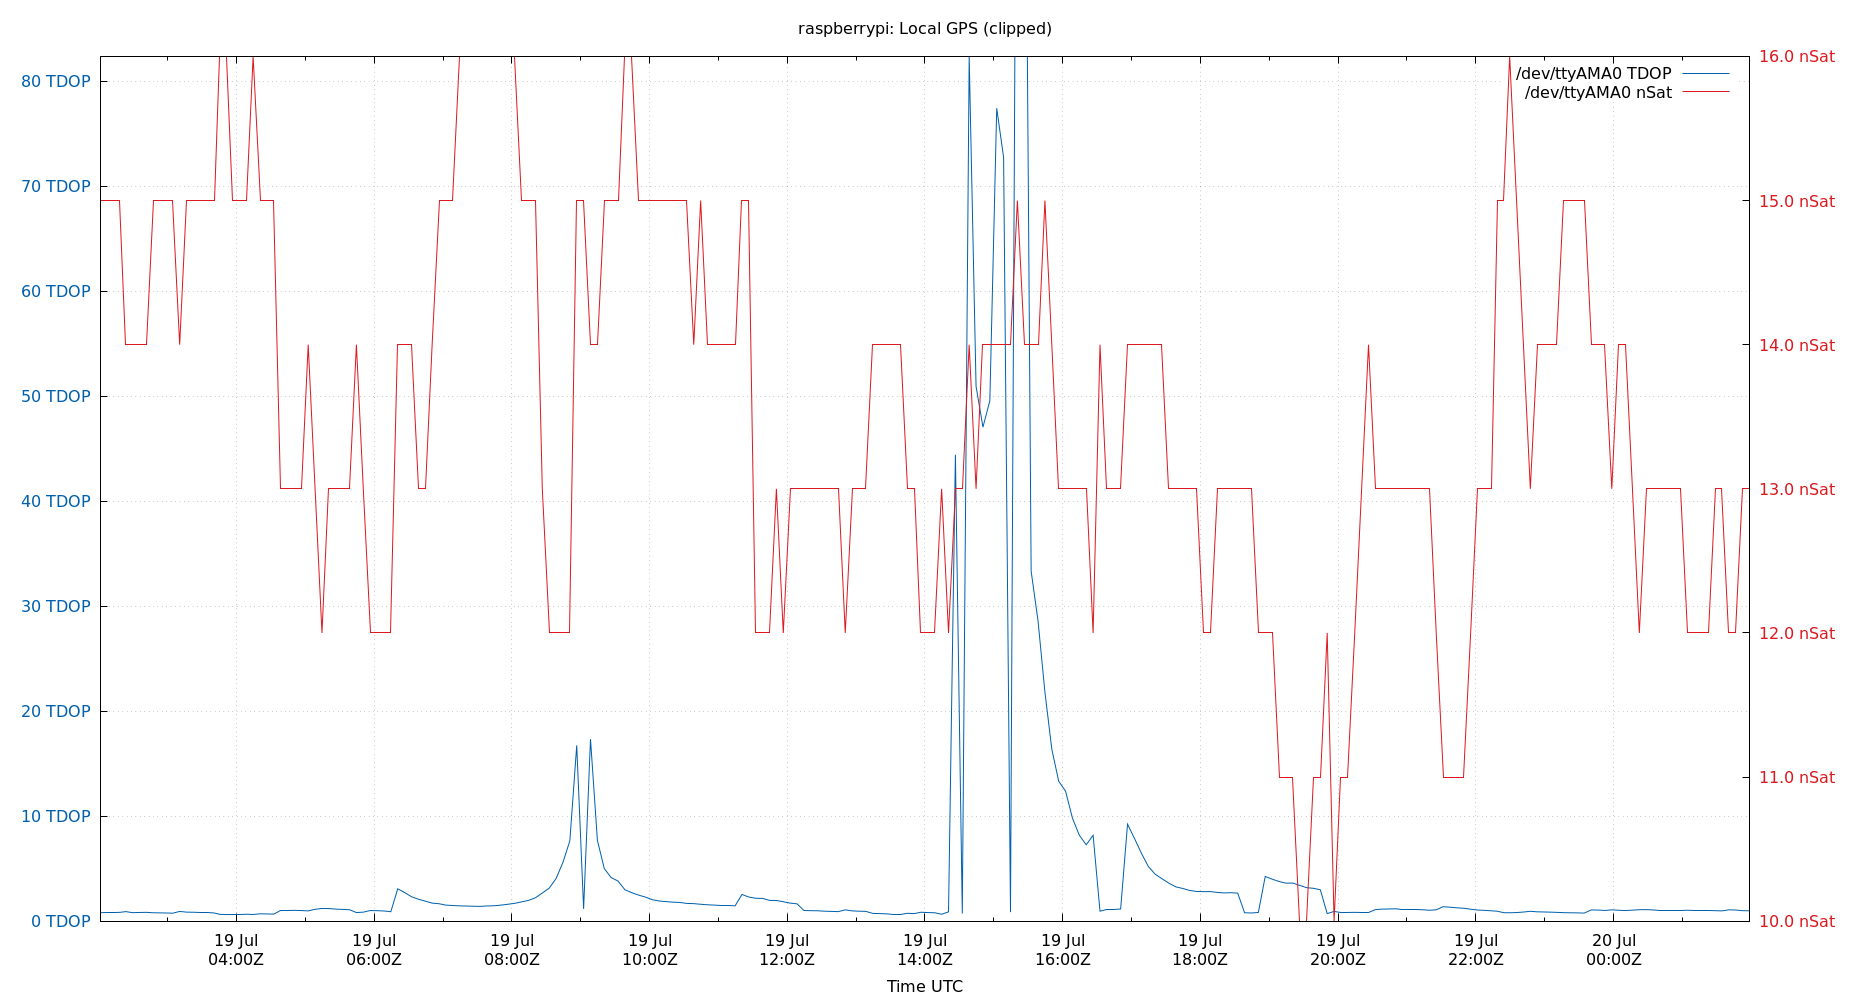 raspberrypi: Local GPS (clipped)
/dev/ttyAMA0 TDOP
/dev/ttyAMA0 nSat
80 TDOP
70 TDOP
60 TDOP
50 TDOP
40 TDOP
30 TDOP
20 TDOP
10 TDOP
0 TDOP
16.0 nSat
15.0 nSat
14.0 nSat
13.0 nSat
12.0 nSat
11.0 nSat
10.0 nSat
19 Jul
04:00Z
19 Jul
06:00Z
19 Jul
08:00Z
19 Jul
10:00Z
19 Jul
12:00Z
19 Jul
14:00Z
19 Jul
16:00Z
19 Jul
18:00Z
19 Jul
20:00Z
19 Jul
22:00Z
20 Jul
00:00Z
Time UTC